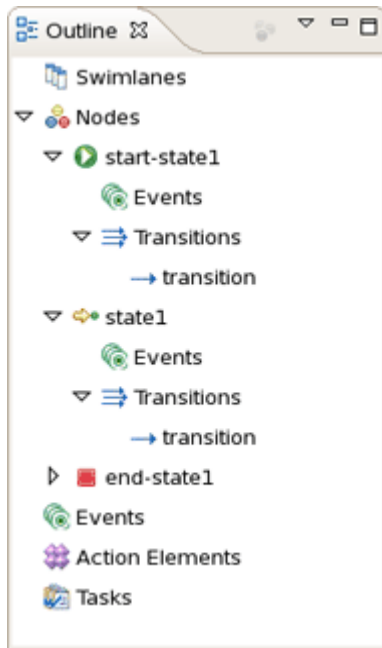 Outline
Swimlanes
Nodes
start-state1
Events
Transitions
transition
state1
Events
Transitions
transition
end-state1
Events
Action Elements
Tasks